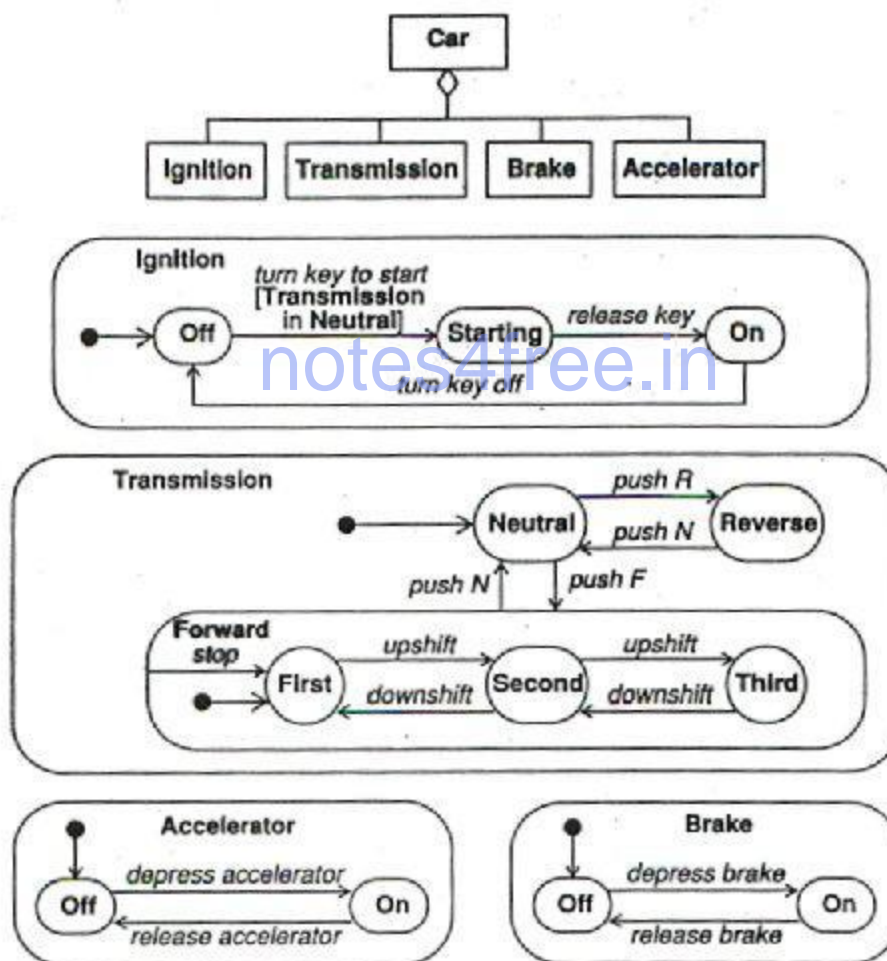 Car
Ignition Transmission Brake Accelerator
Ignition
turn key to start
[Transmission
in Neutral]
Off Starting release key On
turn key off
notes4free.in
Transmission
push R
Neutral Reverse
push N
push N push F
Forward
stop
upshift upshift
First Second Third
downshift downshift
Accelerator
depress accelerator
Off On
release accelerator
Brake
depress brake
Off On
release brake